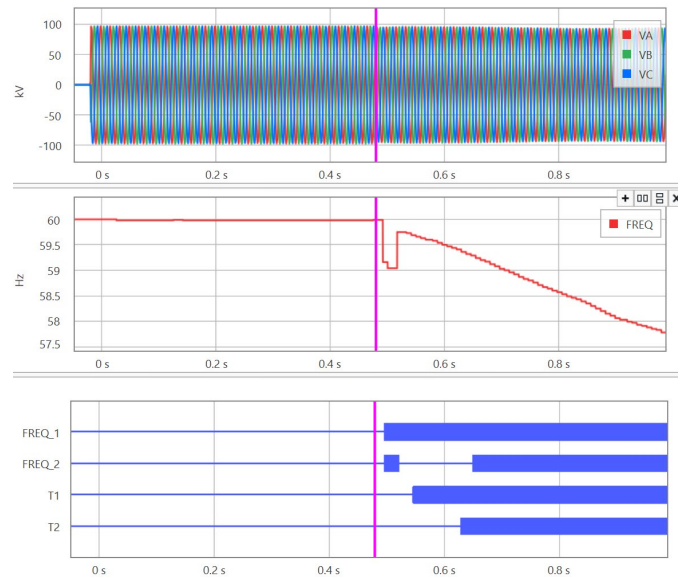 100
50
0
-50
-100
kV
VA
VB
VC
0 s
0.2 s
0.4 s
0.6 s
0.8 s
60
59.5
59
58.5
58
57.5
Hz
FREQ
0 s
0.2 s
0.4 s
0.6 s
0.8 s
FREQ_1
FREQ_2
T1
T2
0 s
0.2 s
0.4 s
0.6 s
0.8 s